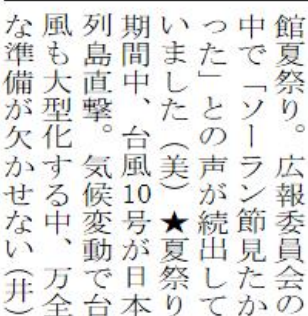 館夏祭り。広報委員会の
中で「ソーラン節見たか
った」との声が続出して
いました（美）★夏祭り
期間中、台風10号が日本
列島直撃。気候変動で台
風も大型化する中、万全
な準備が欠かせない（井）